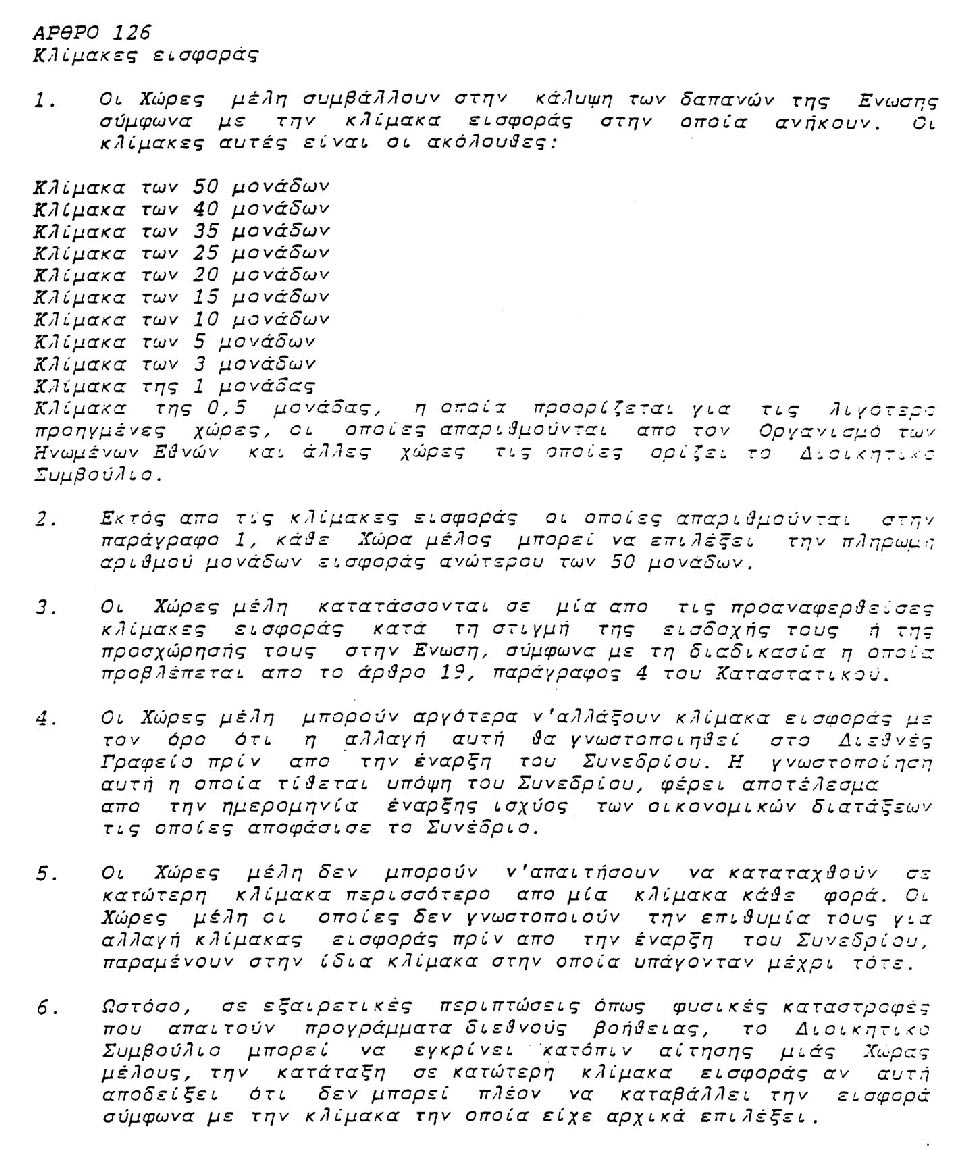 ΑΡΘΡΟ 126
Κλίμακες εισφοράς
1. Οι Χώρες μέλη συμβάλλουν στην κάλυψη των δαπανών της Ενωσης
σύμφωνα με την κλίμακα εισφοράς στην οποία ανήκουν. Οι
κλίμακες αυτές είναι οι ακόλουθες:
Κλίμακα των 50 μονάδων
Κλίμακα των 40 μονάδων
Κλίμακα των 35 μονάδων
Κλίμακα των 25 μονάδων
Κλίμακα των 20 μονάδων
Κλίμακα των 15 μονάδων
Κλίμακα των 10 μονάδων
Κλίμακα των 5 μονάδων
Κλίμακα των 3 μονάδων
Κλίμακα της 1 μονάδας
Κλίμακα της 0,5 μονάδας, η οποία προορίζεται για τις λιγότερο
προηγμένες χώρες, οι οποίες απαριθμούνται απο τον Οργανισμό των
Ηνωμένων Εθνών και άλλες χώρες τις οποίες ορίζει το Διοικητικο
Συμβούλιο.
2. Εκτός απο τις κλίμακες εισφοράς οι οποίες απαριθμούνται στην
παράγραφο 1, κάθε Χώρα μέλος μπορεί να επιλέξει την πληρωμή
αριθμού μονάδων εισφοράς ανώτερου των 50 μονάδων.
3. Οι Χώρες μέλη κατατάσσονται σε μία απο τις προαναφερθείσες
κλίμακες εισφοράς κατά τη στιγμή της εισδοχής τους ή της
προσχώρησής τους στην Ενωση, σύμφωνα με τη διαδικασία η οποία
προβλέπεται απο το άρθρο 19, παράγραφος 4 του Καταστατικού.
4. Οι Χώρες μέλη μπορούν αργότερα ν'αλλάξουν κλίμακα εισφοράς με
τον όρο ότι η αλλαγή αυτή θα γνωστοποιηθεί στο Διεθνές
Γραφείο πρίν απο την έναρξη του Συνεδρίου. Η γνωστοποίηση
αυτή η οποία τίθεται υπόψη του Συνεδρίου, φέρει αποτέλεσμα
απο την ημερομηνία έναρξης ισχύος των οικονομικών διατάξεων
τις οποίες αποφάσισε το Συνέδριο.
5. Οι Χώρες μέλη δεν μπορούν ν'απαιτήσουν να καταταχθούν σε
κατώτερη κλίμακα περισσότερο απο μία κλίμακα κάθε φορά. Οι
Χώρες μέλη οι οποίες δεν γνωστοποιούν την επιθυμία τους για
αλλαγή κλίμακας εισφοράς πρίν απο την έναρξη του Συνεδρίου,
παραμένουν στην ίδια κλίμακα στην οποία υπάγονταν μέχρι τότε.
6. Ωστόσο, σε εξαιρετικές περιπτώσεις όπως φυσικές καταστροφές
που απαιτούν προγράμματα διεθνούς βοήθειας, το Διοικητικο
Συμβούλιο μπορεί να εγκρίνει κατόπιν αίτησης μιάς Χώρας
μέλους, την κατάταξη σε κατώτερη κλίμακα εισφοράς αν αυτή
αποδείξει ότι δεν μπορεί πλέον να καταβάλλει την εισφορά
σύμφωνα με την κλίμακα την οποία είχε αρχικά επιλέξει.